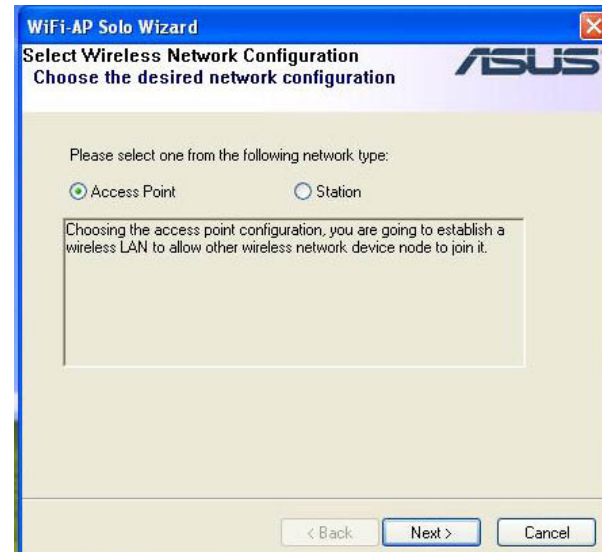 WiFi-AP Solo Wizard
Select Wireless Network Configuration
Choose the desired network configuration
ASUS
Please select one from the following network type:
Access Point
Station
Choosing the access point configuration, you are going to establish a
wireless LAN to allow other wireless network device node to join it.
< Back
Next >
Cancel